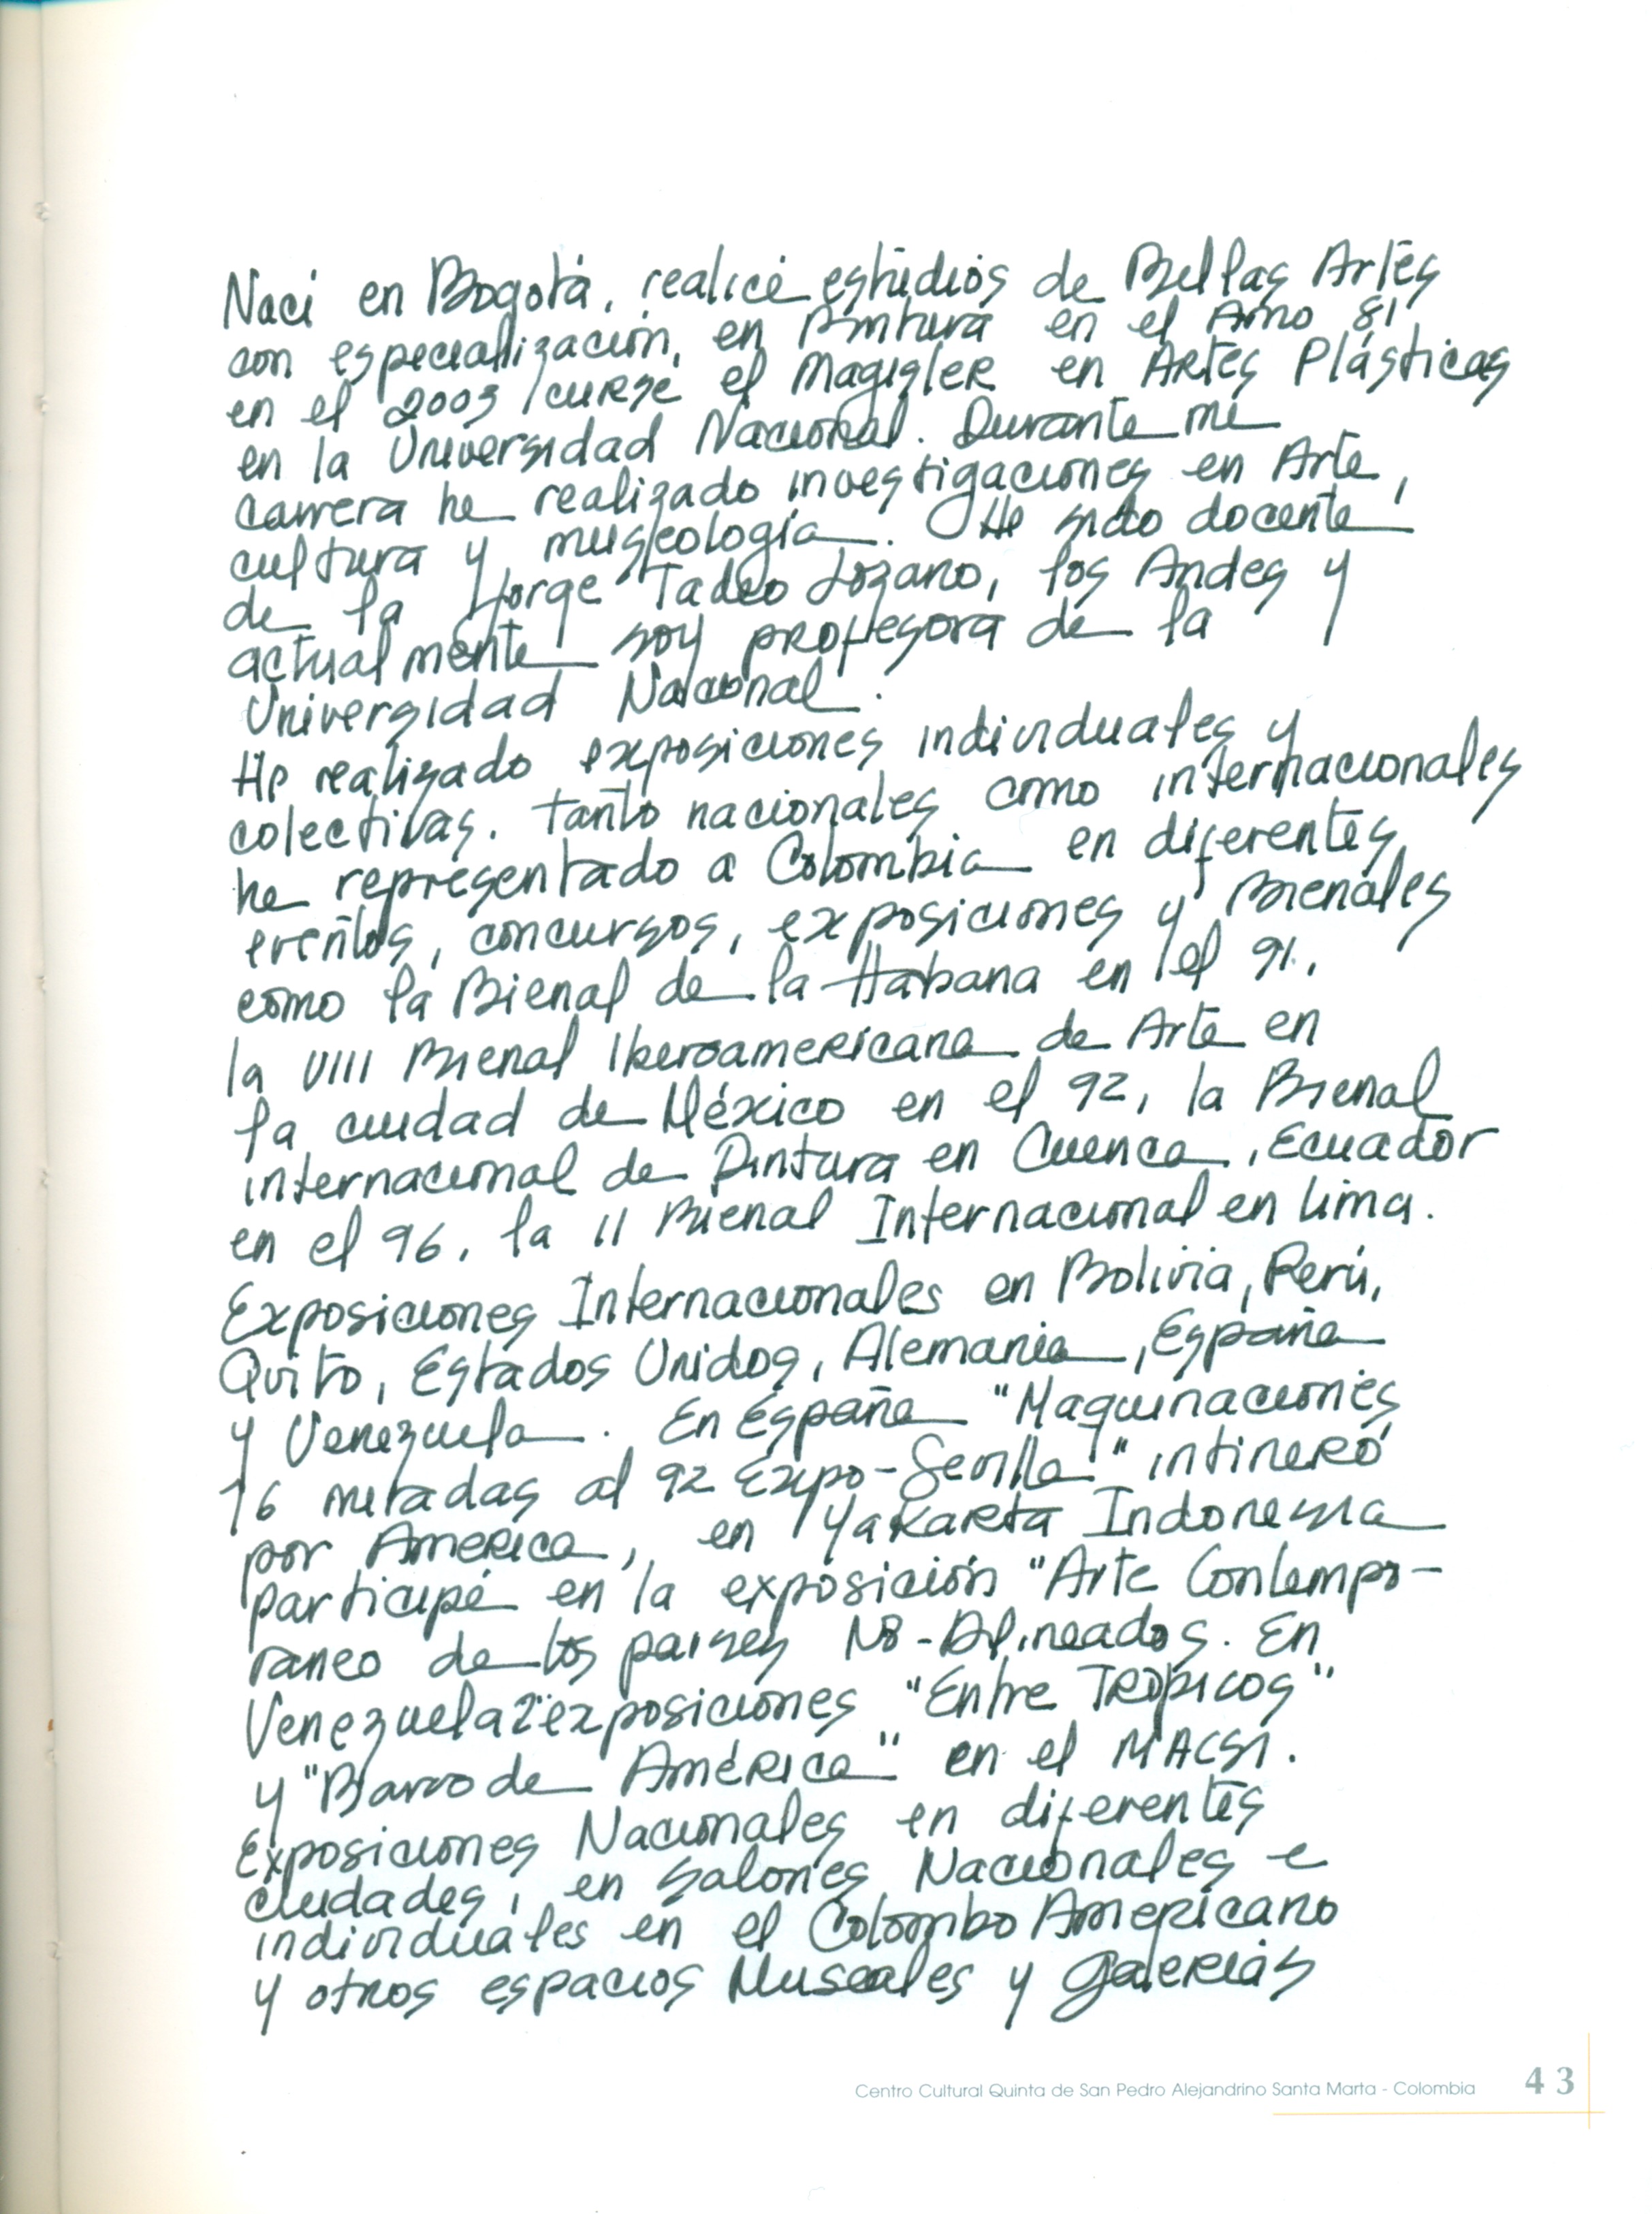 Nací en Bogotá, realicé estudios de Bellas Artes
con especialización, en Pintura en el Año 81
en el 2003 cursé el Magister en Artes Plásticas
en la Universidad Nacional. Durante mi
carrera he realizado investigaciones en Arte,
cultura y museología. He sido docente
de la Jorge Tadeo Lozano, los Andes y
actualmente soy profesora de la
Universidad Nacional.
He realizado exposiciones individuales y
colectivas. tanto nacionales como internacionales
he representado a Colombia en diferentes
eventos, concursos, exposiciones y Bienales
como la Bienal de la Habana en el 91.
la VIII Bienal Iberoamericana de Arte en
la ciudad de México en el 92, la Bienal
internacional de Pintura en Cuenca, Ecuador
en el 96, la II Bienal Internacional en Lima.
Exposiciones Internacionales en Bolivia, Perú,
Quito, Estados Unidos, Alemania, España
y Venezuela. En España "Maquinaciones
16 miradas al 92 Expo-Sevilla" intineró
por America, en Yakarta Indonesia
participé en la exposición "Arte Contempo-
raneo de los paises No-Alineados. En
Venezuela 2 exposiciones "Entre Tropicos"
y "Barro de América" en el MACSI.
Exposiciones Nacionales en diferentes
ciudades, en Salones Nacionales e
individuales en el Colombo Americano
y otros espacios Museales y galerias
Centro Cultural Quinta de San Pedro Alejandrino Santa Marta - Colombia 43